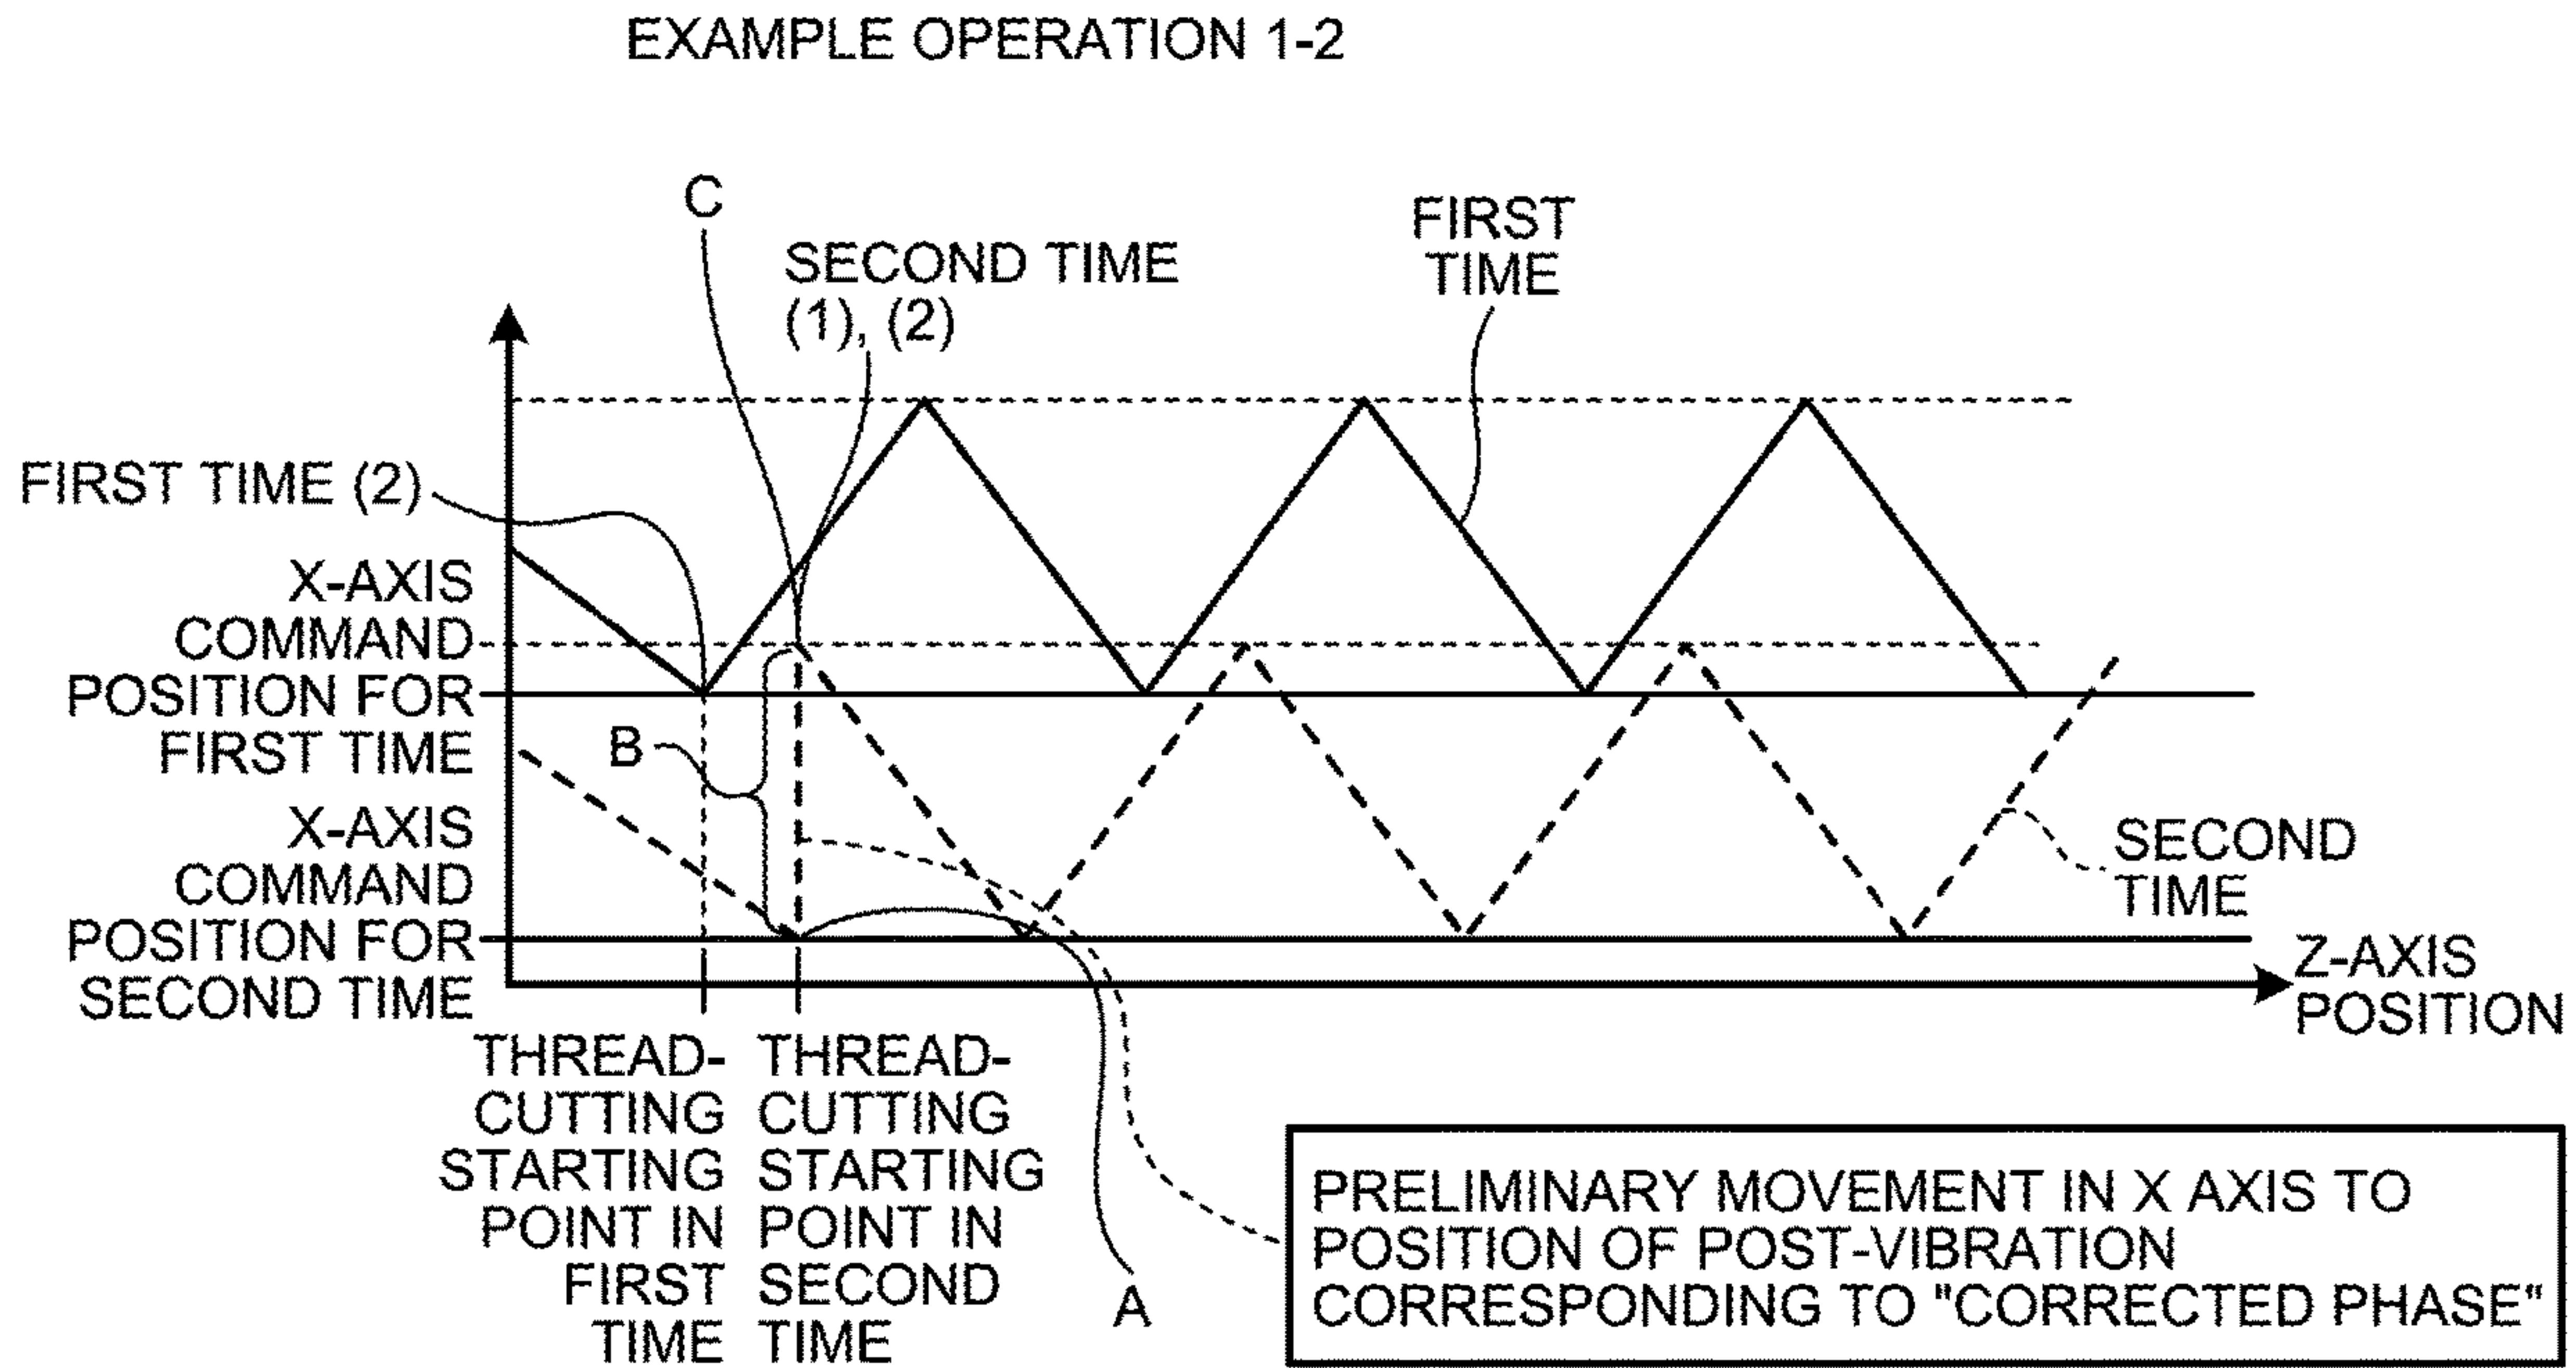 EXAMPLE OPERATION 1-2
C
SECOND TIME
(1), (2)
FIRST
TIME
FIRST TIME (2)
X-AXIS
COMMAND
POSITION FOR
FIRST TIME
B
X-AXIS
COMMAND
POSITION FOR
SECOND TIME
SECOND
TIME
Z-AXIS
POSITION
THREAD-
CUTTING
STARTING
POINT IN
FIRST
TIME
THREAD-
CUTTING
STARTING
POINT IN
SECOND
TIME
A
PRELIMINARY MOVEMENT IN X AXIS TO
POSITION OF POST-VIBRATION
CORRESPONDING TO "CORRECTED PHASE"